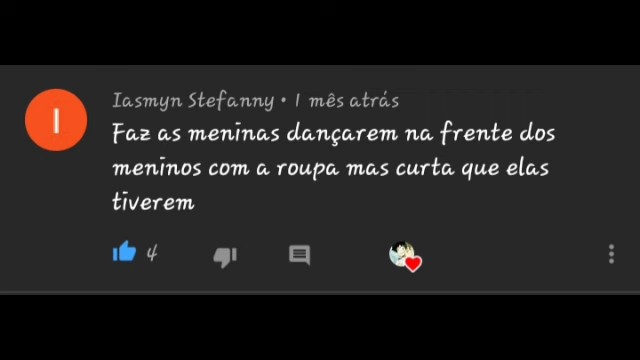 I
Iasmyn Stefanny • 1 mês atrás
Faz as meninas dançarem na frente dos
meninos com a roupa mas curta que elas
tiverem
4